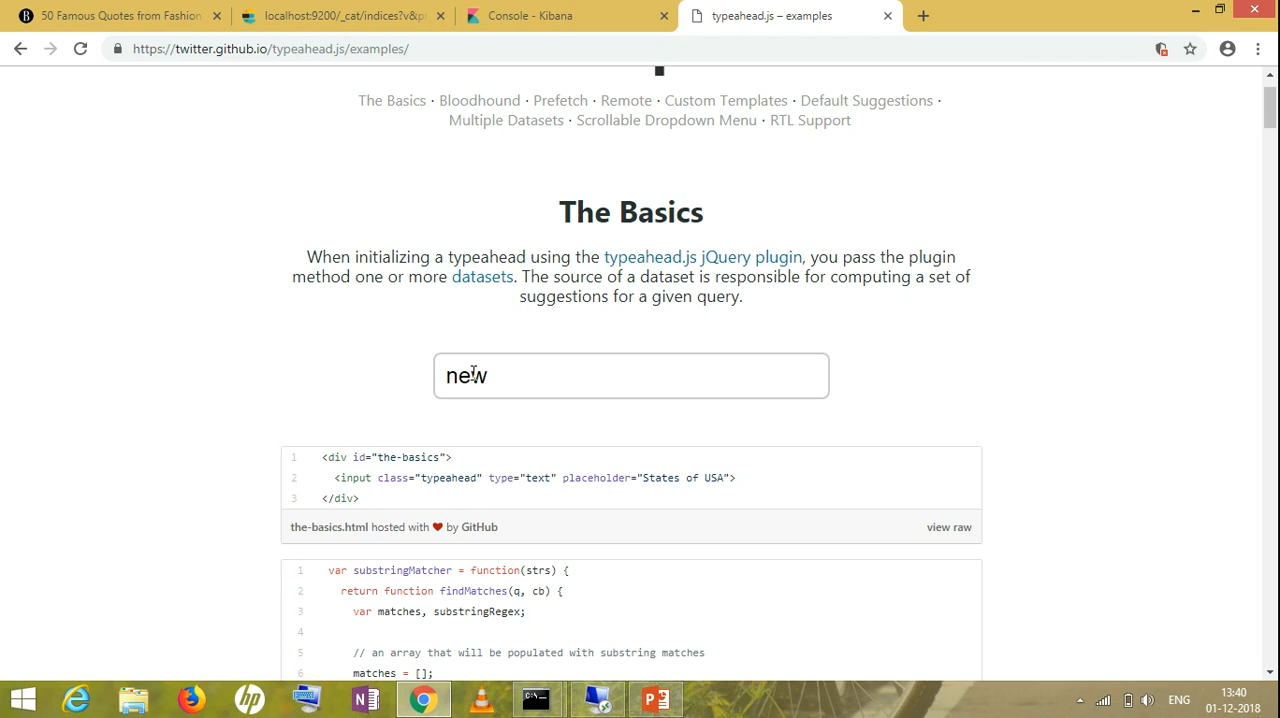 50 Famous Quotes from Fashion
localhost:9200/_cat/indices?v&p
Console - Kibana
typeahead.js – examples
https://twitter.github.io/typeahead.js/examples/
The Basics · Bloodhound · Prefetch · Remote · Custom Templates · Default Suggestions ·
Multiple Datasets · Scrollable Dropdown Menu · RTL Support
The Basics
When initializing a typeahead using the typeahead.js jQuery plugin, you pass the plugin
method one or more datasets. The source of a dataset is responsible for computing a set of
suggestions for a given query.
new
1 <div id="the-basics">
2 <input class="typeahead" type="text" placeholder="States of USA">
3 </div>
the-basics.html hosted with ❤ by GitHub
view raw
1 var substringMatcher = function(strs) {
2 return function findMatches(q, cb) {
3 var matches, substringRegex;
4
5 // an array that will be populated with substring matches
6 matches = [];
ENG
13:40
01-12-2018